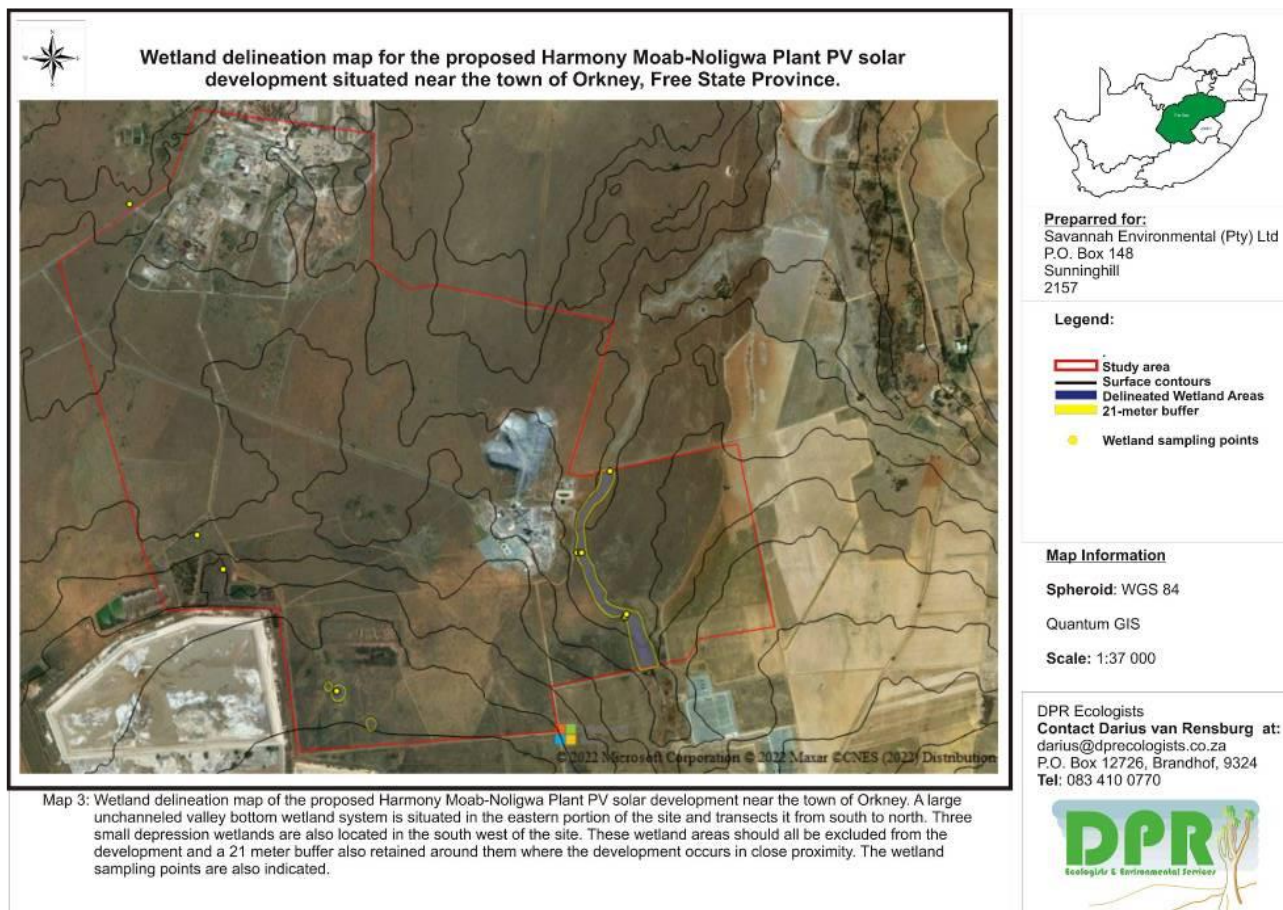 Wetland delineation map for the proposed Harmony Moab-Noligwa Plant PV solar
development situated near the town of Orkney, Free State Province.
N
W
E
S
© 2022 Microsoft Corporation © 2022 Maxar ©CNES (2022) Distribution
Map 3: Wetland delineation map of the proposed Harmony Moab-Noligwa Plant PV solar development near the town of Orkney. A large
unchanneled valley bottom wetland system is situated in the eastern portion of the site and transects it from south to north. Three
small depression wetlands are also located in the south west of the site. These wetland areas should all be excluded from the
development and a 21 meter buffer also retained around them where the development occurs in close proximity. The wetland
sampling points are also indicated.
Preparred for:
Savannah Environmental (Pty) Ltd
P.O. Box 148
Sunninghill
2157
Legend:
Study area
Surface contours
Delineated Wetland Areas
21-meter buffer
Wetland sampling points
Map Information
Spheroid: WGS 84
Quantum GIS
Scale: 1:37 000
DPR Ecologists
Contact Darius van Rensburg at:
darius@dprecologists.co.za
P.O. Box 12726, Brandhof, 9324
Tel: 083 410 0770
DPR
Ecologists & Environmental Services